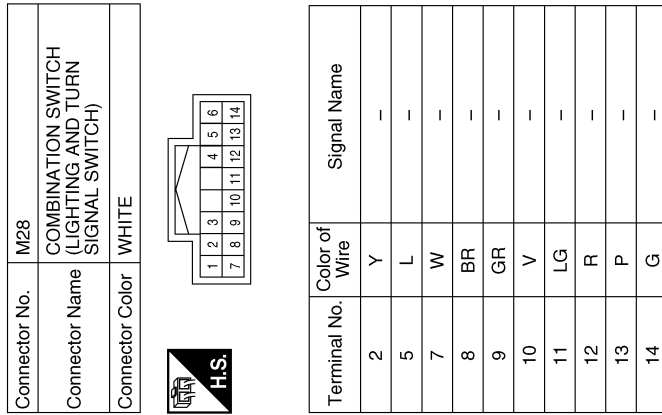 Connector No. M28
Connector Name COMBINATION SWITCH
(LIGHTING AND TURN
SIGNAL SWITCH)
Connector Color WHITE
H.S.
1 2 3 4 5 6
7 8 9 10 11 12 13 14
Terminal No. Color of Wire Signal Name
2 Y –
5 L –
7 W –
8 BR –
9 GR –
10 V –
11 LG –
12 R –
13 P –
14 G –